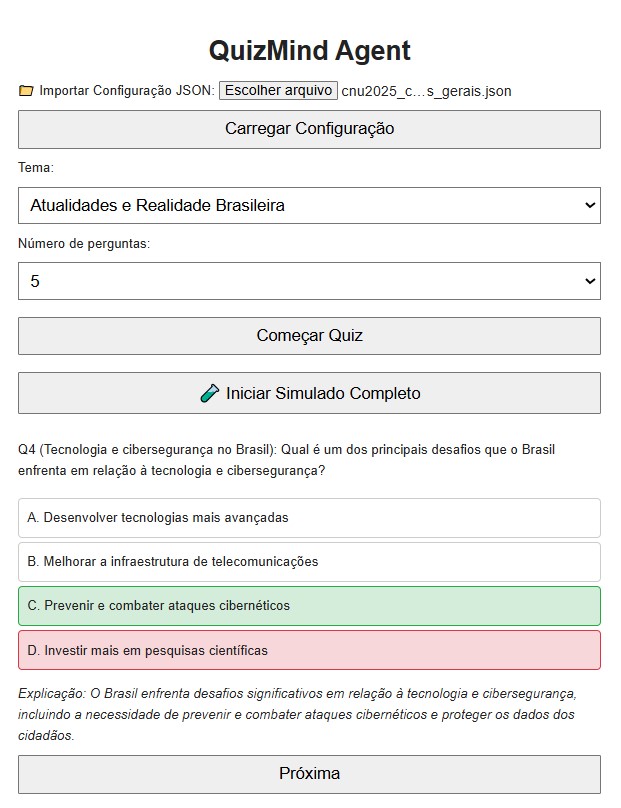 QuizMind Agent
Importar Configuração JSON: Escolher arquivo cnu2025_c...s_gerais.json
Carregar Configuração
Tema:
Atualidades e Realidade Brasileira
Número de perguntas:
5
Começar Quiz
Iniciar Simulado Completo
Q4 (Tecnologia e cibersegurança no Brasil): Qual é um dos principais desafios que o Brasil
enfrenta em relação à tecnologia e cibersegurança?
A. Desenvolver tecnologias mais avançadas
B. Melhorar a infraestrutura de telecomunicações
C. Prevenir e combater ataques cibernéticos
D. Investir mais em pesquisas científicas
Explicação: O Brasil enfrenta desafios significativos em relação à tecnologia e cibersegurança,
incluindo a necessidade de prevenir e combater ataques cibernéticos e proteger os dados dos
cidadãos.
Próxima